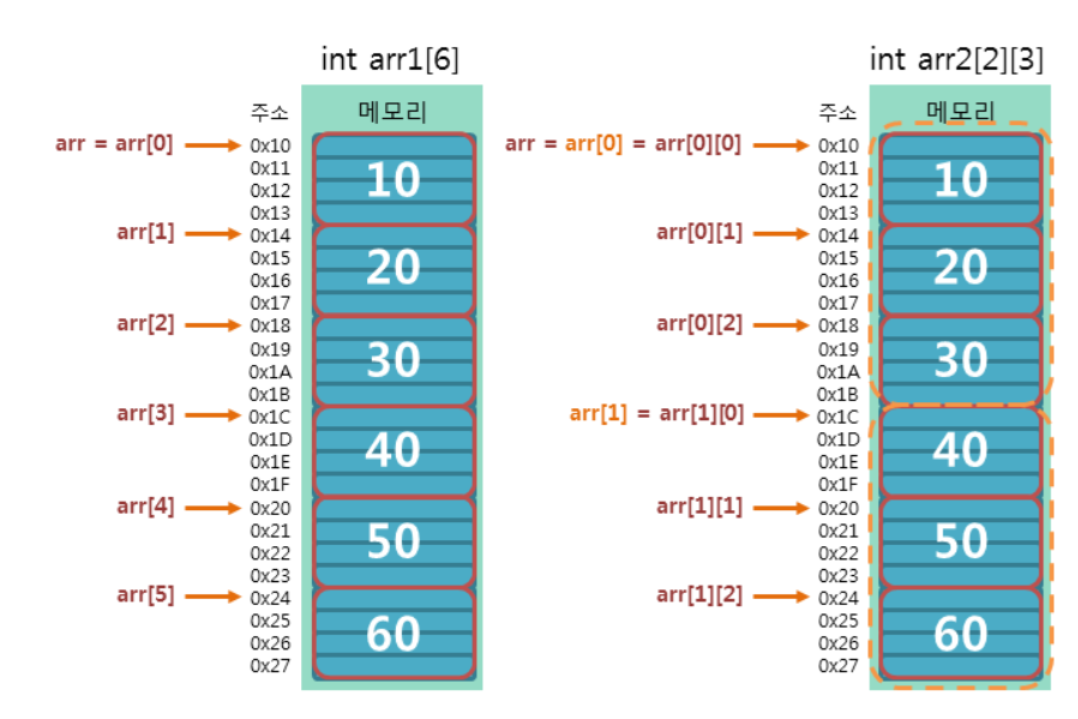 int arr1[6]
주소 메모리
arr = arr[0] 0x10
0x11
0x12
0x13
10
arr[1] 0x14
0x15
0x16
0x17
20
arr[2] 0x18
0x19
0x1A
0x1B
30
arr[3] 0x1C
0x1D
0x1E
0x1F
40
arr[4] 0x20
0x21
0x22
0x23
50
arr[5] 0x24
0x25
0x26
0x27
60
int arr2[2][3]
주소 메모리
arr = arr[0] = arr[0][0] 0x10
0x11
0x12
0x13
10
arr[0][1] 0x14
0x15
0x16
0x17
20
arr[0][2] 0x18
0x19
0x1A
0x1B
30
arr[1] = arr[1][0] 0x1C
0x1D
0x1E
0x1F
40
arr[1][1] 0x20
0x21
0x22
0x23
50
arr[1][2] 0x24
0x25
0x26
0x27
60